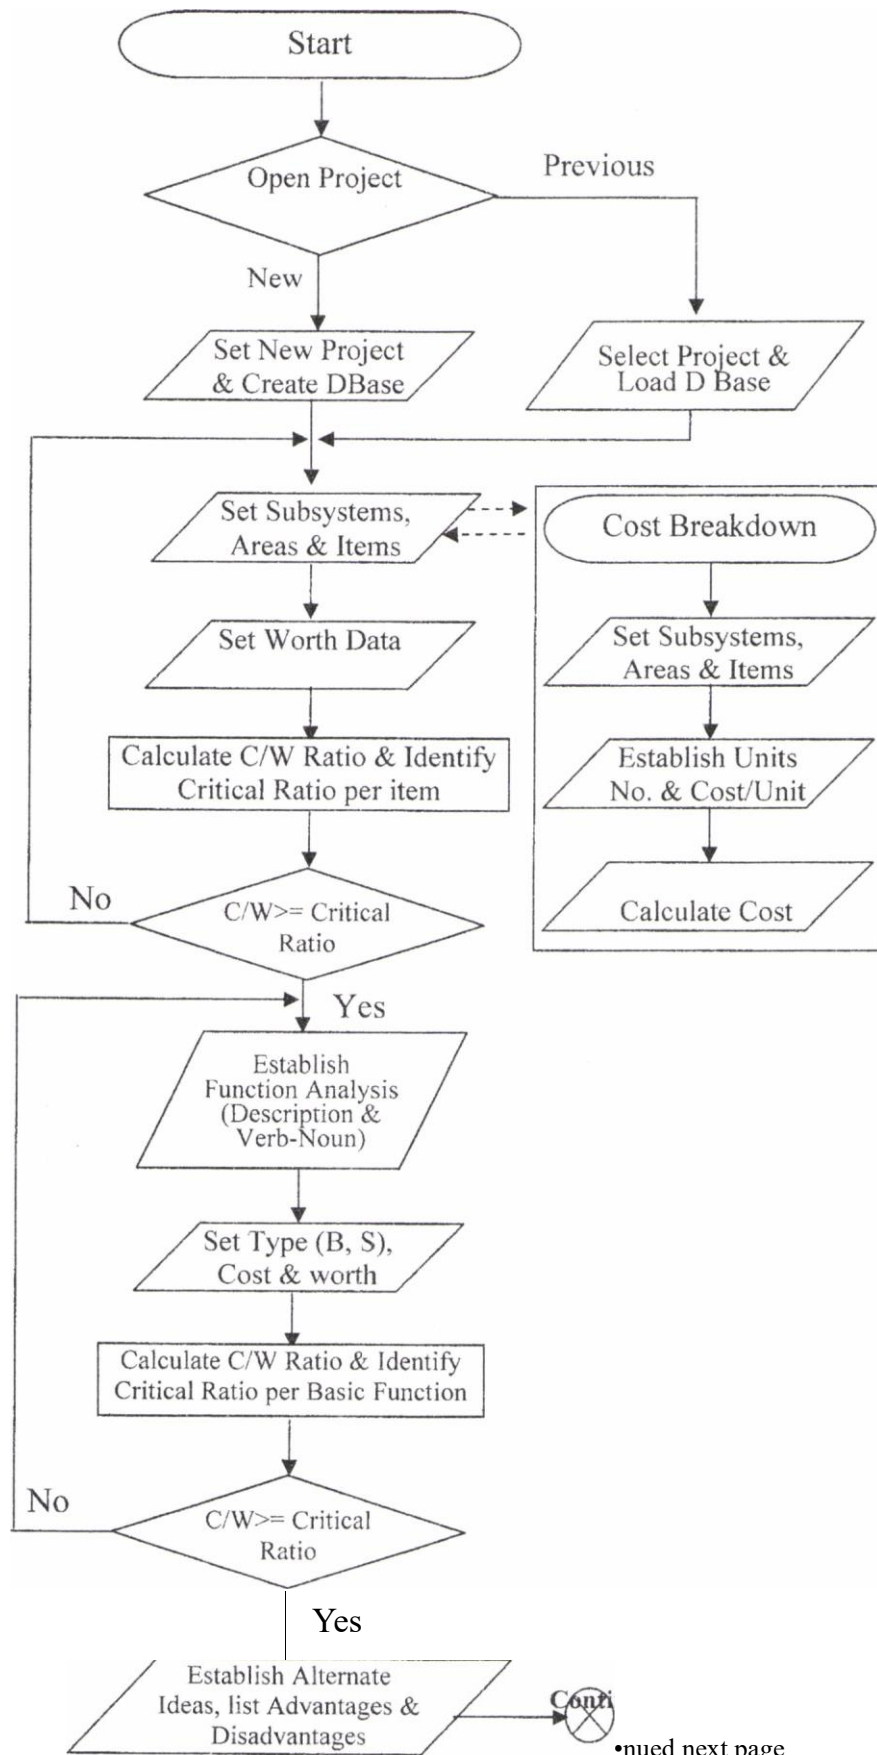 Start
Open Project
Previous
New
Set New Project
& Create DBase
Select Project &
Load D Base
Set Subsystems,
Areas & Items
Cost Breakdown
Set Worth Data
Set Subsystems,
Areas & Items
Calculate C/W Ratio & Identify
Critical Ratio per item
Establish Units
No. & Cost/Unit
No
C/W>= Critical
Ratio
Calculate Cost
Yes
Establish
Function Analysis
(Description &
Verb-Noun)
Set Type (B, S),
Cost & worth
Calculate C/W Ratio & Identify
Critical Ratio per Basic Function
No
C/W>= Critical
Ratio
Yes
Establish Alternate
Ideas, list Advantages &
Disadvantages
Conti
•nued next page